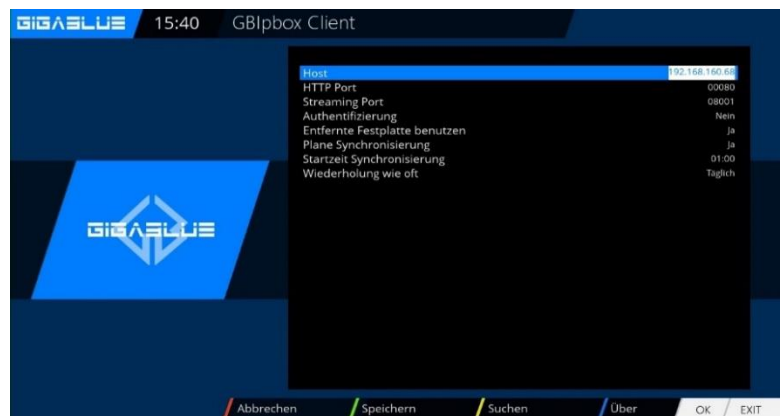 GIGABLUE 15:40 GBIpbox Client
Host 192.168.160.68
HTTP Port 00080
Streaming Port 08001
Authentifizierung Nein
Entfernte Festplatte benutzen Ja
Plane Synchronisierung Ja
Startzeit Synchronisierung 01:00
Wiederholung wie oft Täglich
GIGABLUE
Abbrechen Speichern Suchen Über OK EXIT